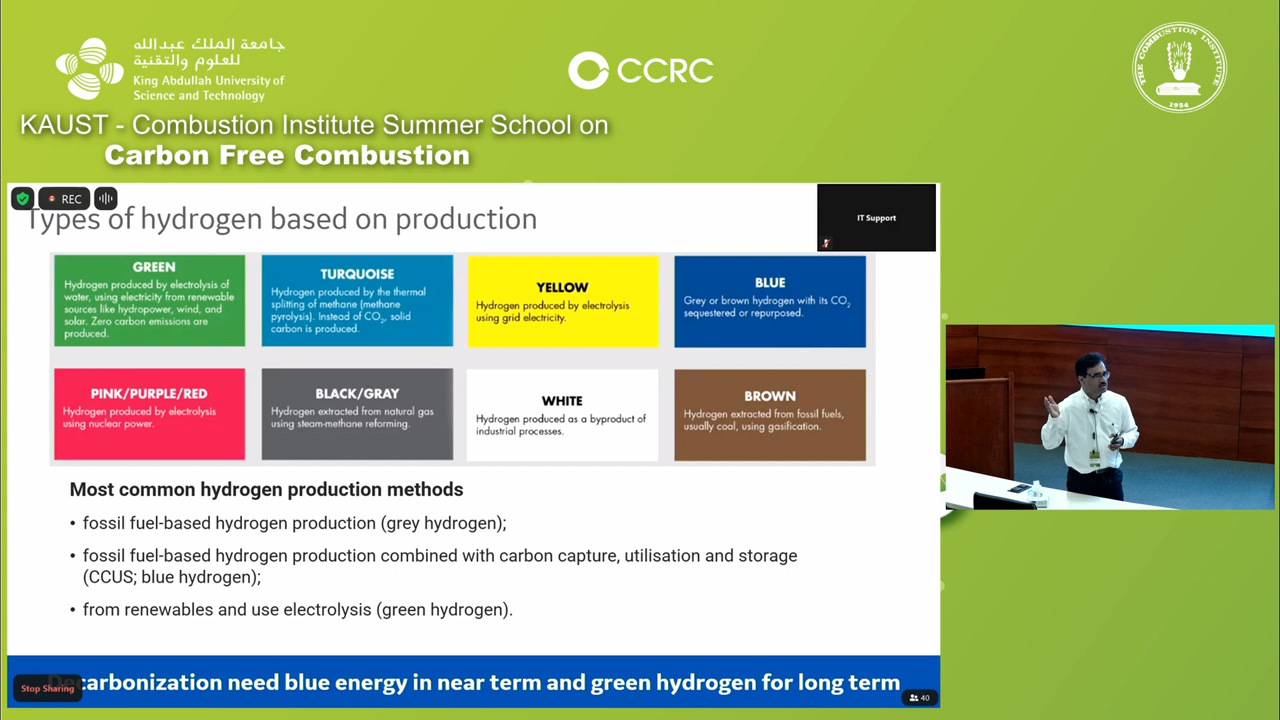 جامعة الملك عبدالله
للعلوم والتقنية
King Abdullah University of
Science and Technology
CCRC
THE COMBUSTION INSTITUTE
1954
KAUST - Combustion Institute Summer School on
Carbon Free Combustion
REC
Types of hydrogen based on production
IT Support
GREEN
Hydrogen produced by electrolysis of
water, using electricity from renewable
sources like hydropower, wind, and
solar. Zero carbon emissions are
produced.
TURQUOISE
Hydrogen produced by the thermal
splitting of methane (methane
pyrolysis). Instead of CO2, solid
carbon is produced.
YELLOW
Hydrogen produced by electrolysis
using grid electricity.
BLUE
Grey or brown hydrogen with its CO2
sequestered or repurposed.
PINK/PURPLE/RED
Hydrogen produced by electrolysis
using nuclear power.
BLACK/GRAY
Hydrogen extracted from natural gas
using steam-methane reforming.
WHITE
Hydrogen produced as a byproduct of
industrial processes.
BROWN
Hydrogen extracted from fossil fuels,
usually coal, using gasification.
Most common hydrogen production methods
• fossil fuel-based hydrogen production (grey hydrogen);
• fossil fuel-based hydrogen production combined with carbon capture, utilisation and storage
(CCUS; blue hydrogen);
• from renewables and use electrolysis (green hydrogen).
carbonization need blue energy in near term and green hydrogen for long term
Stop Sharing
40